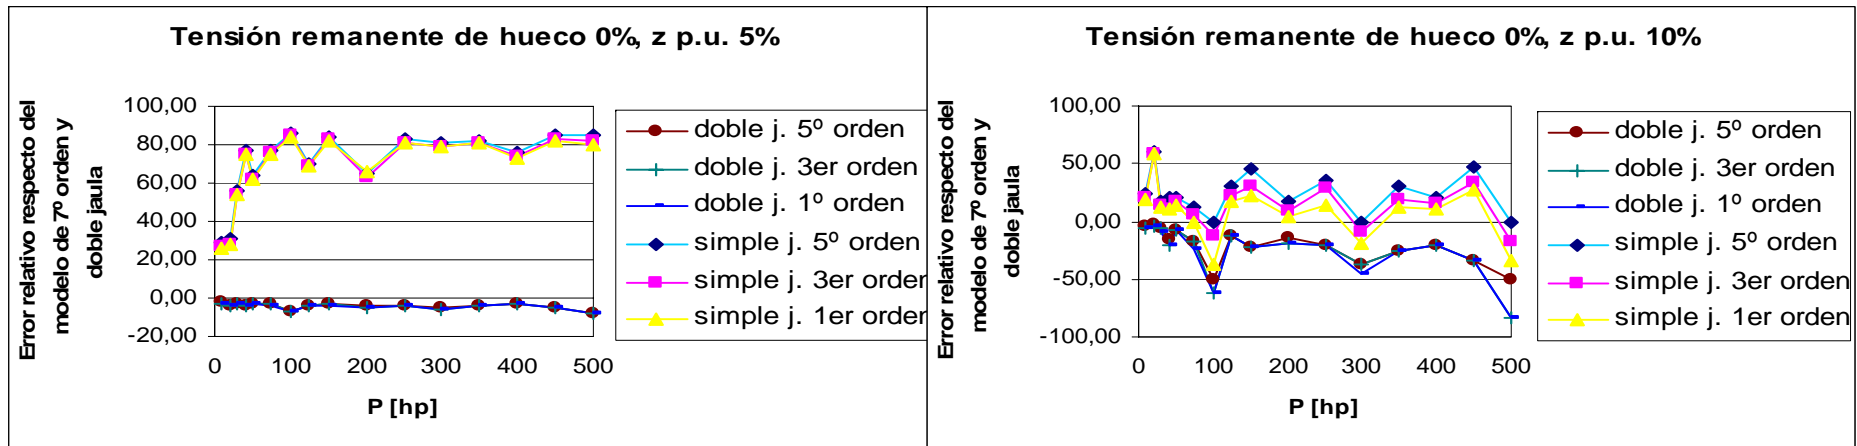 Tensión remanente de hueco 0%, z p.u. 5%
Error relativo respecto del
modelo de 7º orden y
doble jaula
100,00
80,00
60,00
40,00
20,00
0,00
-20,00
0 100 200 300 400 500
P [hp]
doble j. 5º orden
doble j. 3er orden
doble j. 1º orden
simple j. 5º orden
simple j. 3er orden
simple j. 1er orden
Tensión remanente de hueco 0%, z p.u. 10%
Error relativo respecto del
modelo de 7º orden y
doble jaula
100,00
50,00
0,00
-50,00
-100,00
0 100 200 300 400 500
P [hp]
doble j. 5º orden
doble j. 3er orden
doble j. 1º orden
simple j. 5º orden
simple j. 3er orden
simple j. 1er orden